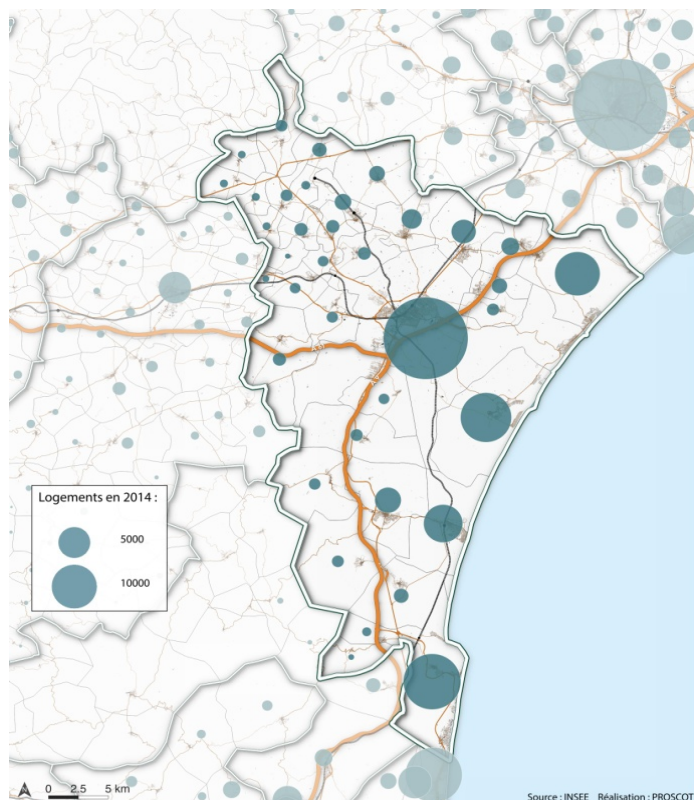 Logements en 2014 :
5000
10000
0 2.5 5 km
Source : INSEE Réalisation : PROSCOT